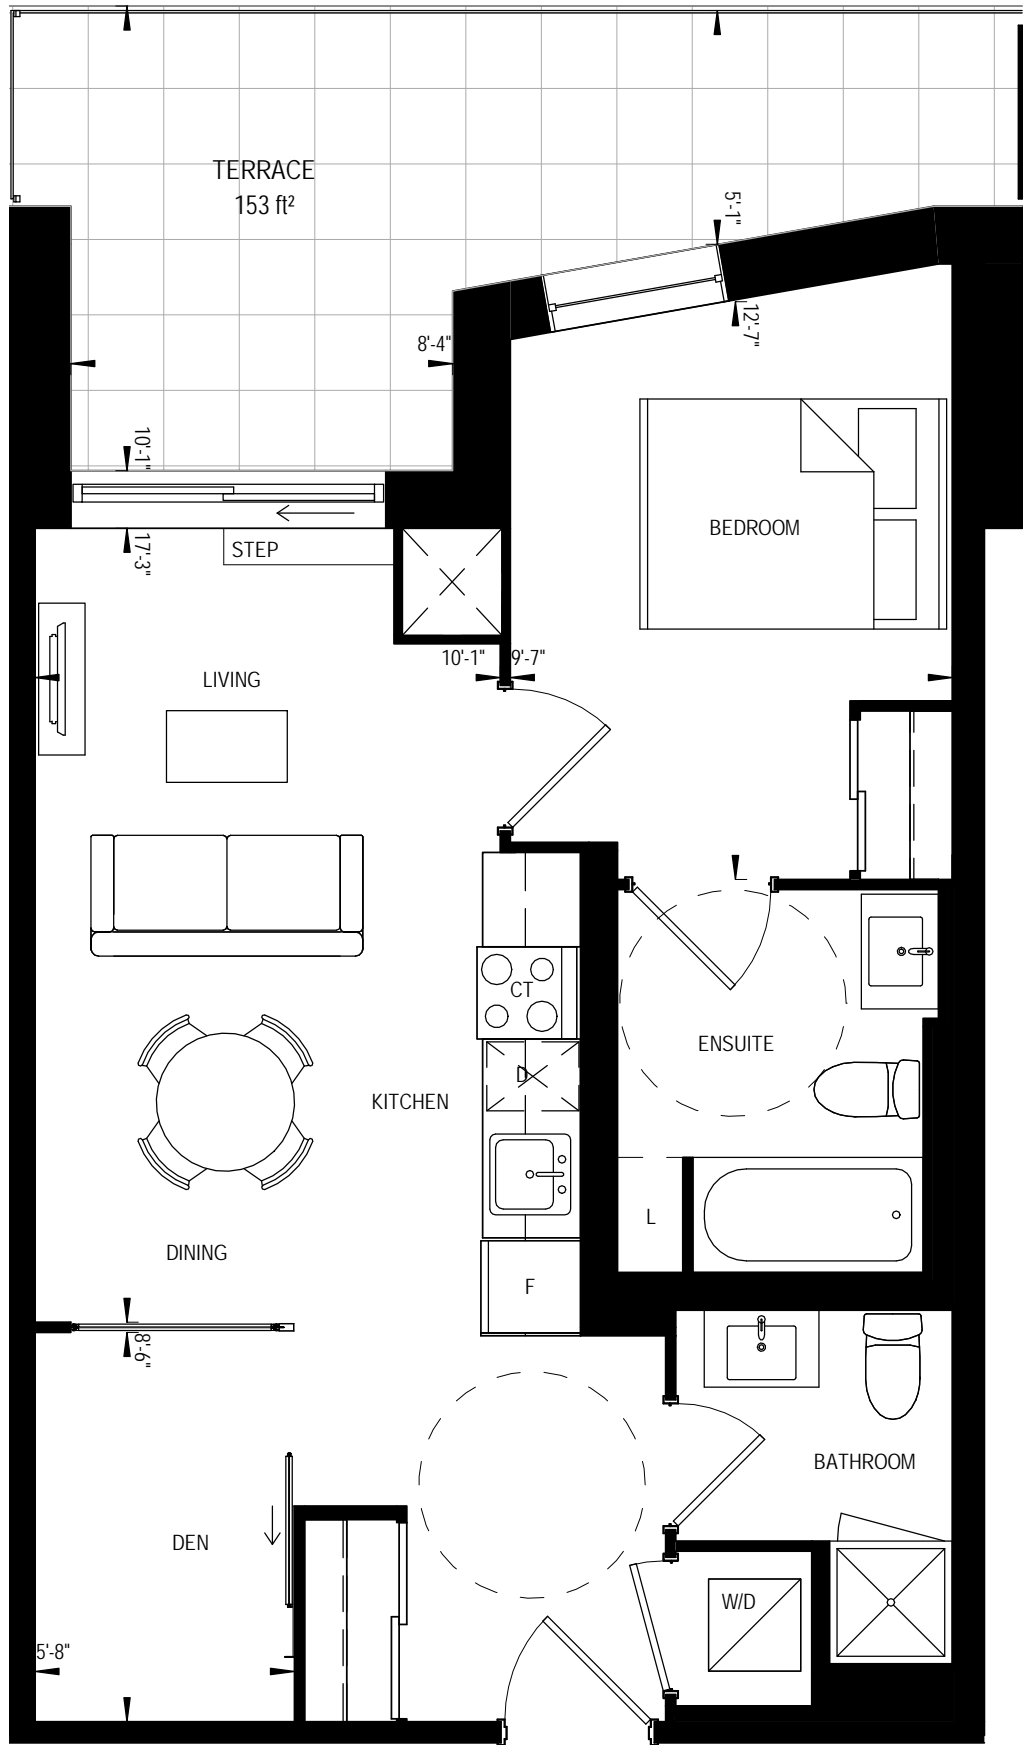 TERRACE
153 ft²
5'-1"
12'-7"
8'-4"
10'-1"
17'-3"
STEP
BEDROOM
10'-1"
9'-7"
LIVING
CT
ENSUITE
D
KITCHEN
L
DINING
F
8'-6"
BATHROOM
DEN
W/D
5'-8"